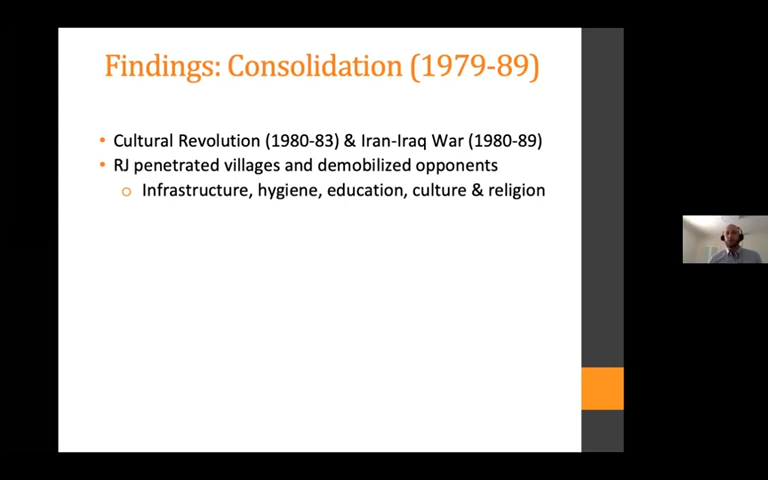 Findings: Consolidation (1979-89)
• Cultural Revolution (1980-83) & Iran-Iraq War (1980-89)
• RJ penetrated villages and demobilized opponents
o Infrastructure, hygiene, education, culture & religion